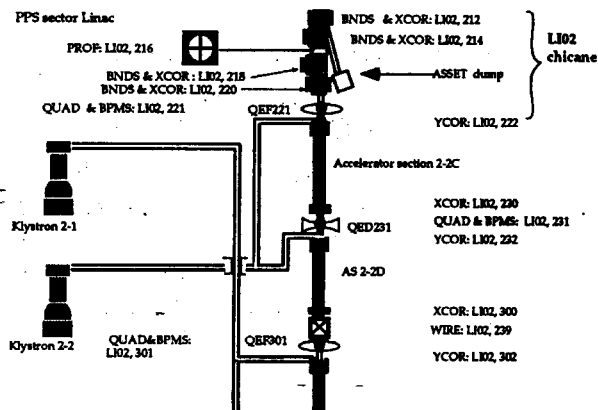 PPS sector Linac
BNDS & XCOR: LI02, 212
BNDS & XCOR: LI02, 214
LI02
chicane
PROF: LI02, 216
BNDS & XCOR: LI02, 218
BNDS & XCOR: LI02, 220
ASSET dump
QUAD & BPMS: LI02, 221
QEF221
YCOR: LI02, 222
Accelerator section 2-2C
Klystron 2-1
XCOR: LI02, 230
QED231
QUAD & BPMS: LI02, 231
YCOR: LI02, 232
AS 2-2D
XCOR: LI02, 300
WIRE: LI02, 239
Klystron 2-2
QUAD&BPMS:
LI02, 301
QEF301
YCOR: LI02, 302